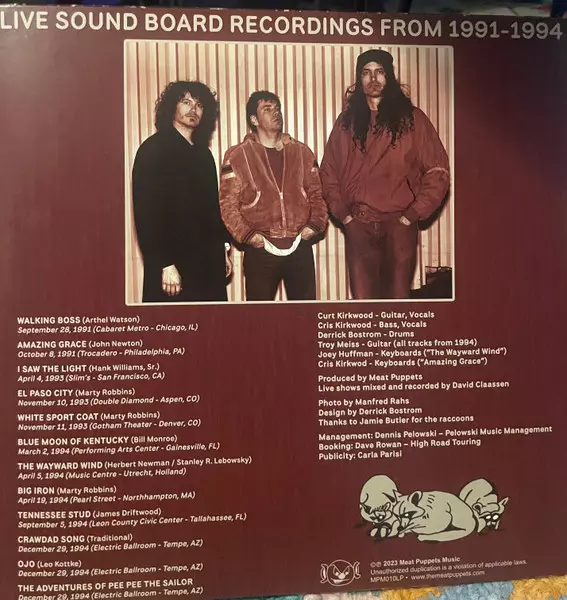 LIVE SOUND BOARD RECORDINGS FROM 1991-1994
WALKING BOSS (Arthel Watson)
September 28, 1991 (Cabaret Metro - Chicago, IL)
AMAZING GRACE (John Newton)
October 8, 1991 (Trocadero - Philadelphia, PA)
I SAW THE LIGHT (Hank Williams, Sr.)
April 4, 1993 (Slim's - San Francisco, CA)
EL PASO CITY (Marty Robbins)
November 10, 1993 (Double Diamond - Aspen, CO)
WHITE SPORT COAT (Marty Robbins)
November 11, 1993 (Gotham Theater - Denver, CO)
BLUE MOON OF KENTUCKY (Bill Monroe)
March 2, 1994 (Performing Arts Center - Gainesville, FL)
THE WAYWARD WIND (Herbert Newman / Stanley R. Lebowsky)
April 5, 1994 (Music Centre - Utrecht, Holland)
BIG IRON (Marty Robbins)
April 19, 1994 (Pearl Street - Northhampton, MA)
TENNESSEE STUD (James Driftwood)
September 5, 1994 (Leon County Civic Center - Tallahassee, FL)
CRAWDAD SONG (Traditional)
December 29, 1994 (Electric Ballroom - Tempe, AZ)
OJO (Leo Kottke)
December 29, 1994 (Electric Ballroom - Tempe, AZ)
THE ADVENTURES OF PEE PEE THE SAILOR
December 29, 1994 (Electric Ballroom - Tempe, AZ)
Curt Kirkwood - Guitar, Vocals
Cris Kirkwood - Bass, Vocals
Derrick Bostrom - Drums
Troy Meiss - Guitar (all tracks from 1994)
Joey Huffman - Keyboards ("The Wayward Wind")
Cris Kirkwod - Keyboards ("Amazing Grace")
Produced by Meat Puppets
Live shows mixed and recorded by David Claassen
Photo by Manfred Rahs
Design by Derrick Bostrom
Thanks to Jamie Butler for the raccoons
Management: Dennis Pelowski – Pelowski Music Management
Booking: Dave Rowan – High Road Touring
Publicity: Carla Parisi
©℗ 2023 Meat Puppets Music
Unauthorized duplication is a violation of applicable laws.
MPM010LP • www.themeatpuppets.com